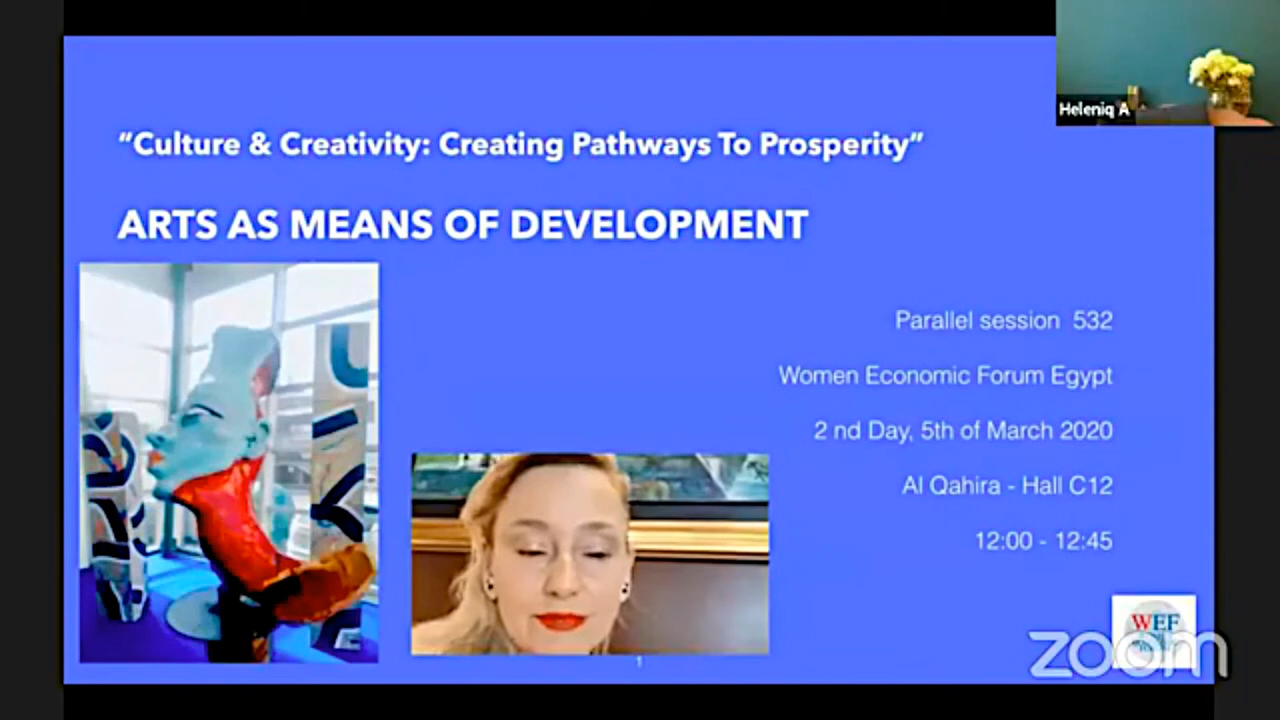 Heleniq A
“Culture & Creativity: Creating Pathways To Prosperity”
ARTS AS MEANS OF DEVELOPMENT
Parallel session 532
Women Economic Forum Egypt
2 nd Day, 5th of March 2020
Al Qahira - Hall C12
12:00 - 12:45
WEF
zoom
1